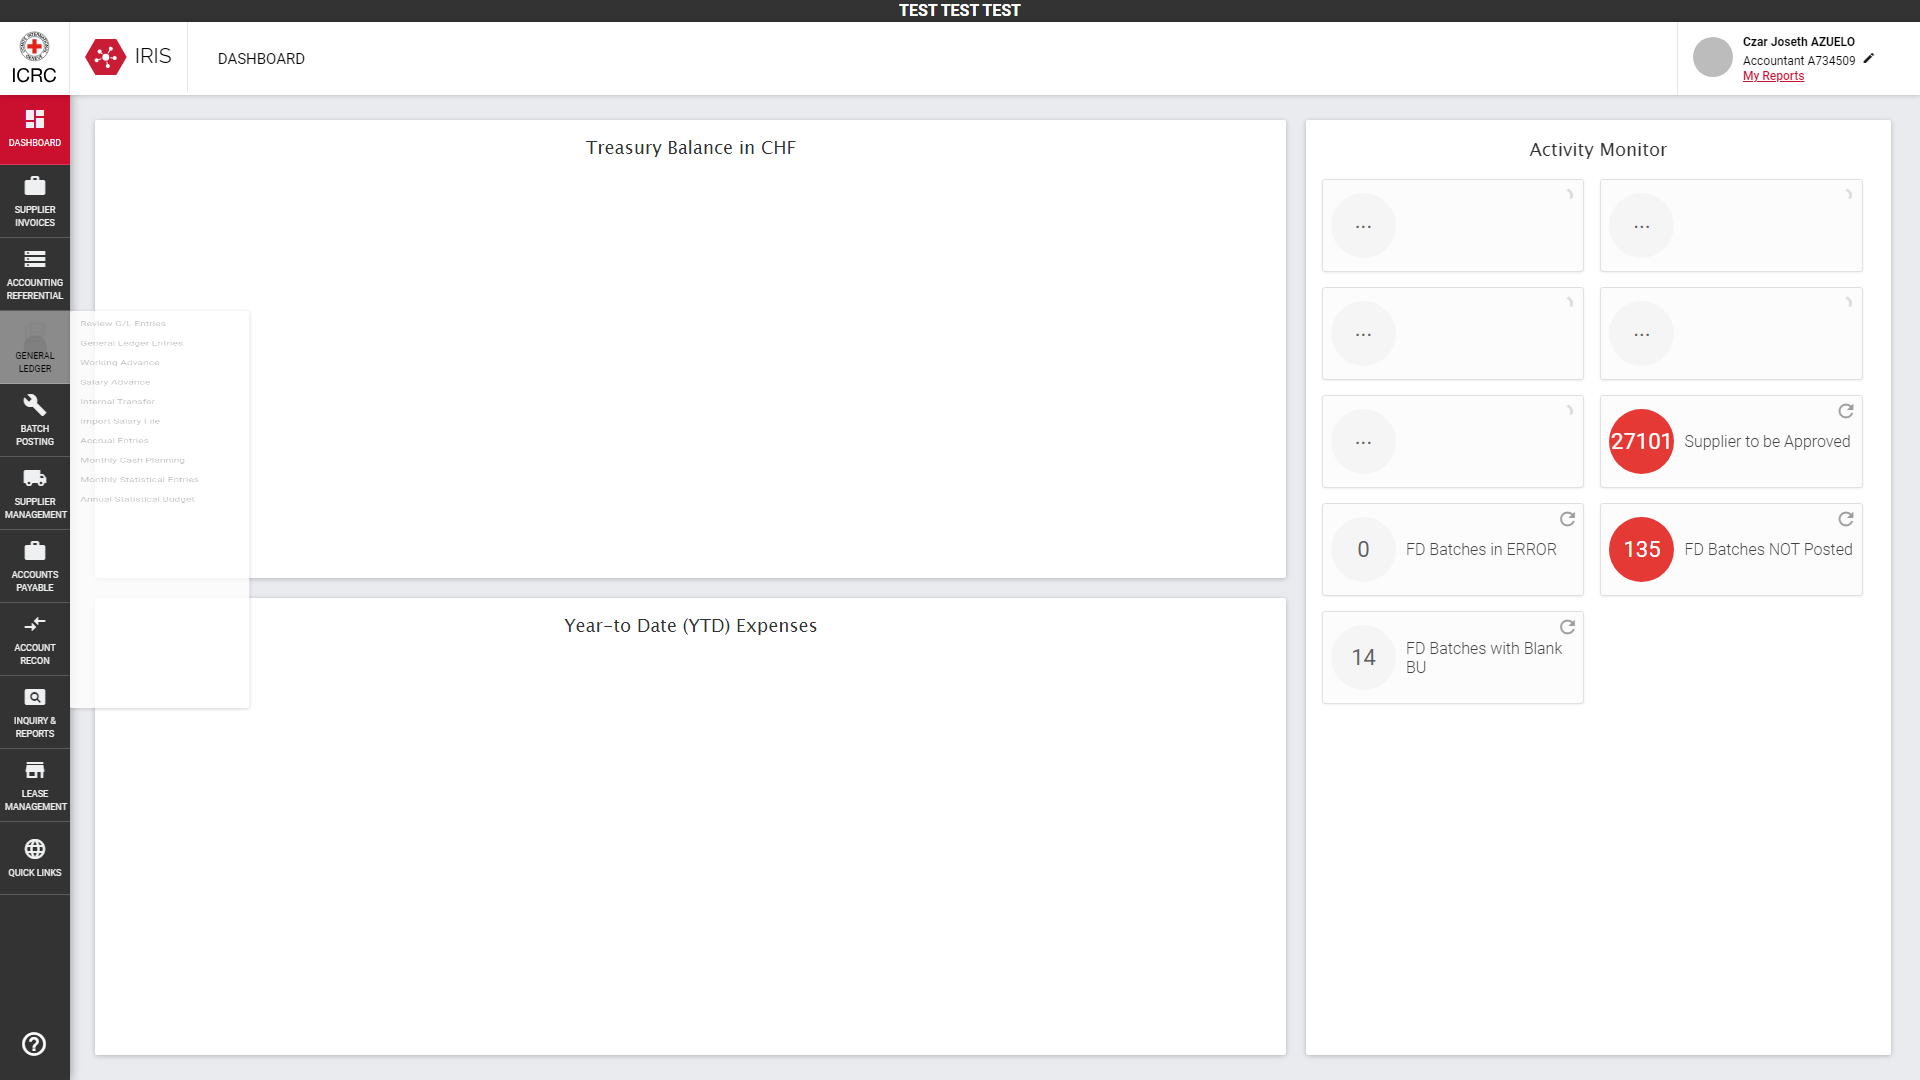 TEST TEST TEST
ICRC
IRIS
DASHBOARD
Czar Joseth AZUELO
Accountant A734509
My Reports
DASHBOARD
SUPPLIER
INVOICES
ACCOUNTING
REFERENTIAL
GENERAL
LEDGER
BATCH
POSTING
SUPPLIER
MANAGEMENT
ACCOUNTS
PAYABLE
ACCOUNT
RECON
INQUIRY &
REPORTS
LEASE
MANAGEMENT
QUICK LINKS
Review G/L Entries
General Ledger Entries
Working Advance
Salary Advance
Internal Transfer
Import Salary File
Accrual Entries
Monthly Cash Planning
Monthly Statistical Entries
Annual Statistical Budget
Treasury Balance in CHF
Year-to Date (YTD) Expenses
Activity Monitor
...
...
...
...
...
27101 Supplier to be Approved
0 FD Batches in ERROR
135 FD Batches NOT Posted
14 FD Batches with Blank
BU